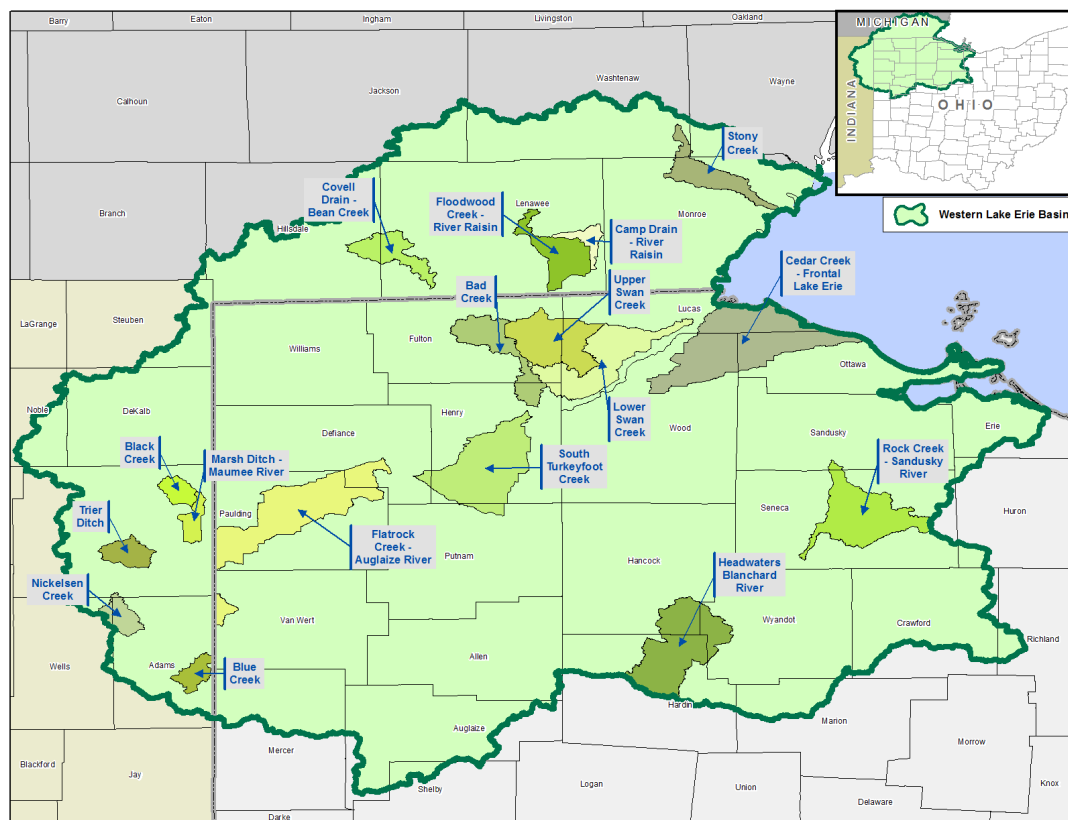 Barry
Eaton
Ingham
Livingston
Oakland
MICHIGAN
OHIO
INDIANA
Western Lake Erie Basin
Calhoun
Jackson
Washtenaw
Wayne
Stony
Creek
Covell
Drain -
Bean Creek
Floodwood
Creek -
River Raisin
Lenawee
Monroe
Camp Drain
- River
Raisin
Branch
Hillsdale
Cedar Creek
- Frontal
Lake Erie
Bad
Creek
Upper
Swan
Creek
Lucas
LaGrange
Steuben
Williams
Fulton
Ottawa
Noble
DeKalb
Defiance
Henry
Lower
Swan
Creek
Wood
Sandusky
Erie
Black
Creek
Marsh Ditch -
Maumee River
South
Turkeyfoot
Creek
Rock Creek
- Sandusky
River
Trier
Ditch
Paulding
Flatrock
Creek -
Auglaize River
Putnam
Seneca
Huron
Hancock
Headwaters
Blanchard
River
Nickelsen
Creek
Van Wert
Wyandot
Crawford
Richland
Wells
Adams
Blue
Creek
Allen
Hardin
Marion
Auglaize
Mercer
Morrow
Blackford
Jay
Shelby
Logan
Union
Delaware
Knox
Darke